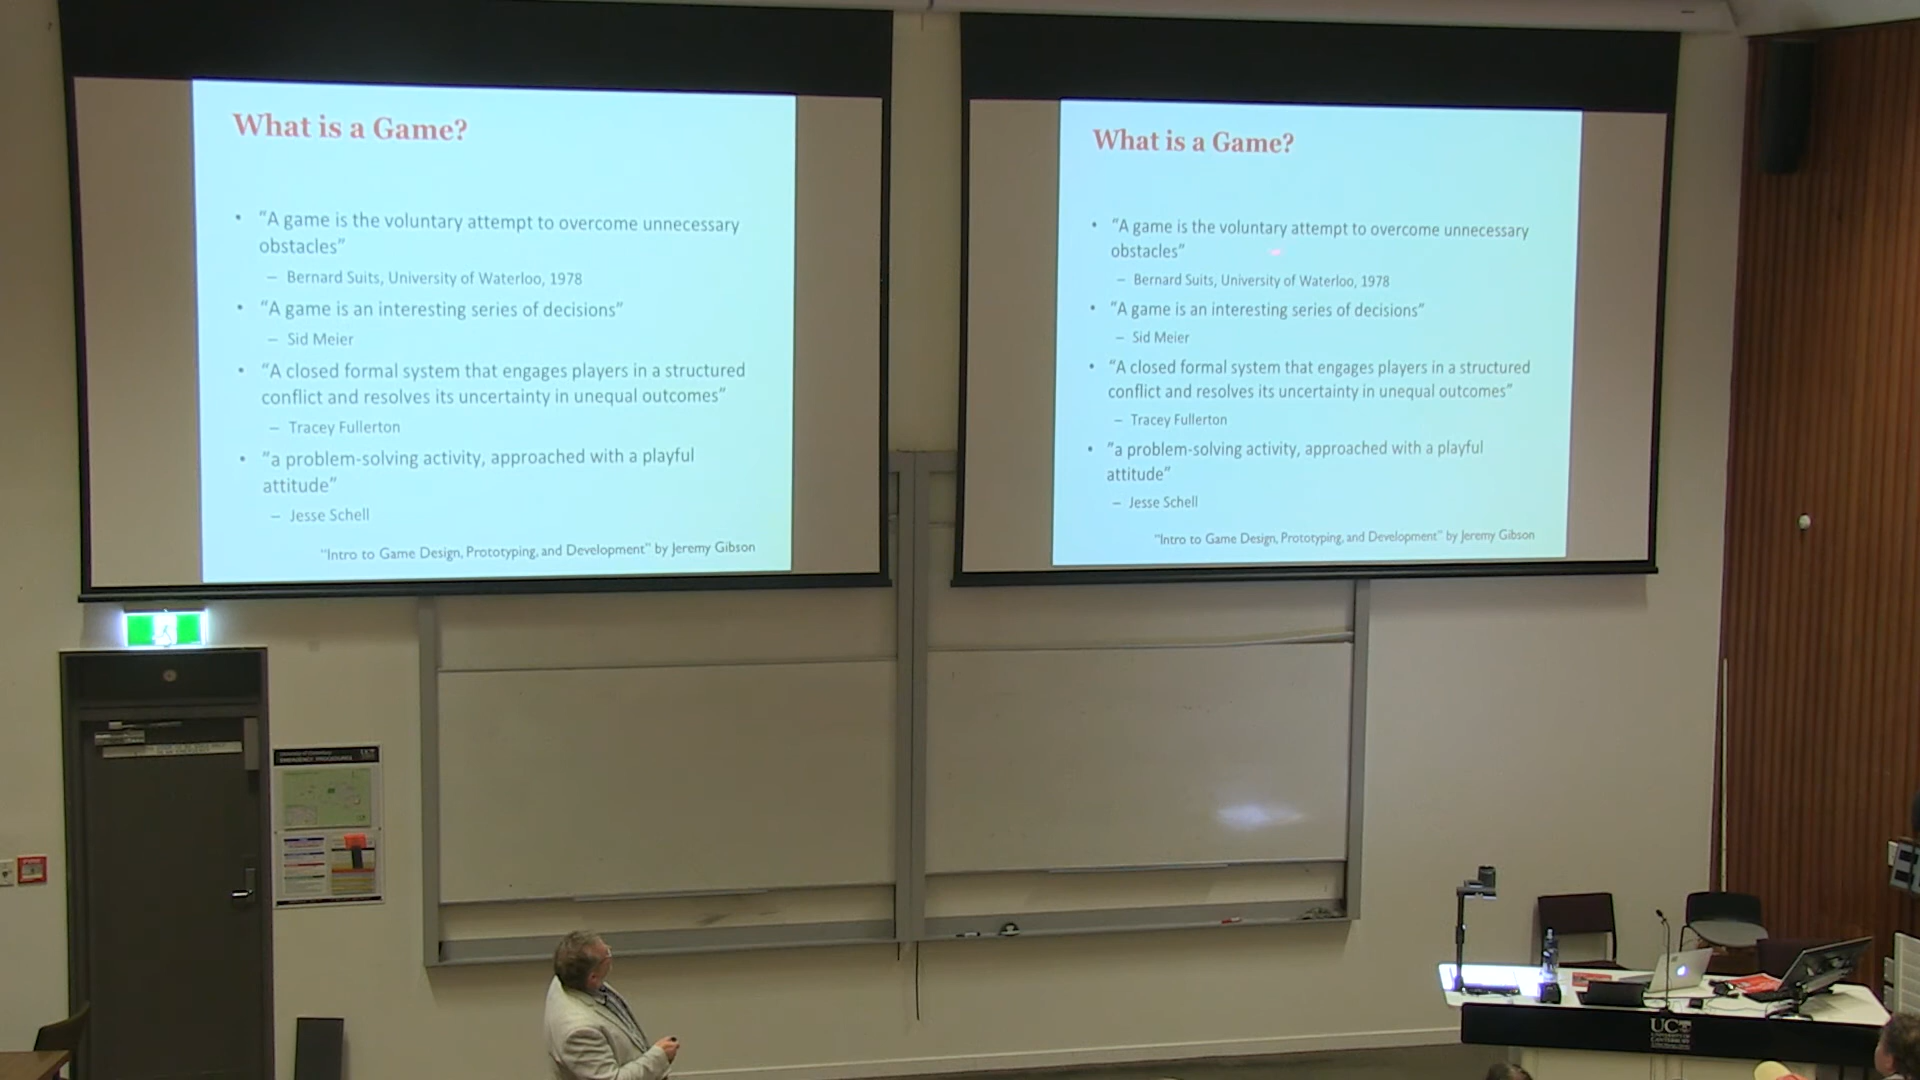 What is a Game?
• "A game is the voluntary attempt to overcome unnecessary
obstacles"
– Bernard Suits, University of Waterloo, 1978
• "A game is an interesting series of decisions"
– Sid Meier
• "A closed formal system that engages players in a structured
conflict and resolves its uncertainty in unequal outcomes"
– Tracey Fullerton
• "a problem-solving activity, approached with a playful
attitude"
– Jesse Schell
"Intro to Game Design, Prototyping, and Development" by Jeremy Gibson
What is a Game?
• "A game is the voluntary attempt to overcome unnecessary
obstacles"
– Bernard Suits, University of Waterloo, 1978
• "A game is an interesting series of decisions"
– Sid Meier
• "A closed formal system that engages players in a structured
conflict and resolves its uncertainty in unequal outcomes"
– Tracey Fullerton
• "a problem-solving activity, approached with a playful
attitude"
– Jesse Schell
"Intro to Game Design, Prototyping, and Development" by Jeremy Gibson
EMERGENCY PROCEDURES
UC
UC
UNIVERSITY OF
CANTERBURY